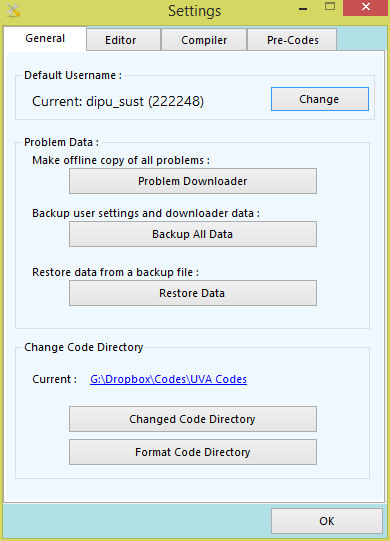 Settings
General
Editor
Compiler
Pre-Codes
Default Username :
Current: dipu_sust (222248)
Change
Problem Data :
Make offline copy of all problems :
Problem Downloader
Backup user settings and downloader data :
Backup All Data
Restore data from a backup file :
Restore Data
Change Code Directory
Current : G:\Dropbox\Codes\UVA Codes
Changed Code Directory
Format Code Directory
OK